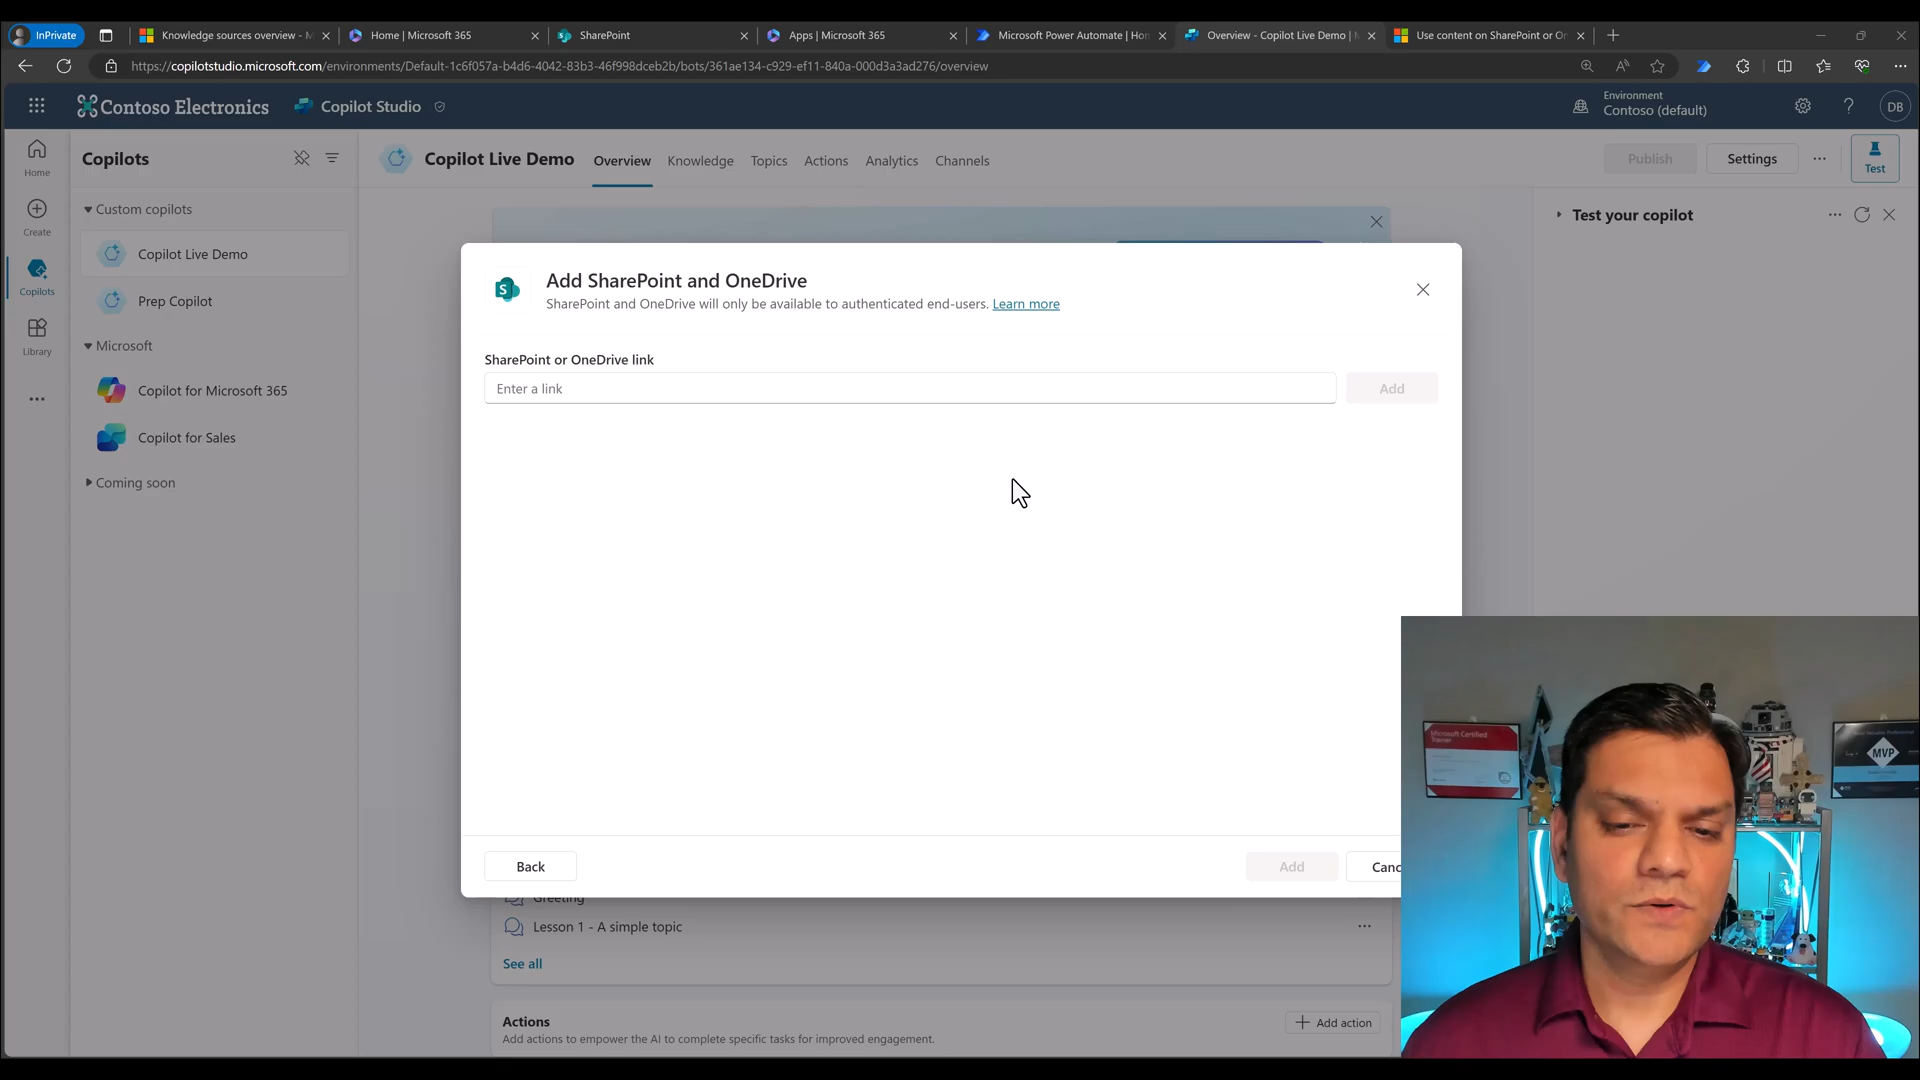 InPrivate
Knowledge sources overview - M
Home | Microsoft 365
SharePoint
Apps | Microsoft 365
Microsoft Power Automate | Hon
Overview - Copilot Live Demo | M
Use content on SharePoint or On
https://copilotstudio.microsoft.com/environments/Default-1c6f057a-b4d6-4042-83b3-46f998dceb2b/bots/361ae134-c929-ef11-840a-000d3a3ad276/overview
Contoso Electronics
Copilot Studio
Environment
Contoso (default)
DB
Home
Create
Copilots
Library
Copilots
Custom copilots
Copilot Live Demo
Prep Copilot
Microsoft
Copilot for Microsoft 365
Copilot for Sales
Coming soon
Copilot Live Demo
Overview
Knowledge
Topics
Actions
Analytics
Channels
Publish
Settings
Test
Test your copilot
Add SharePoint and OneDrive
SharePoint and OneDrive will only be available to authenticated end-users. Learn more
SharePoint or OneDrive link
Enter a link
Add
Back
Add
Canc
Greeting
Lesson 1 - A simple topic
See all
Actions
Add actions to empower the AI to complete specific tasks for improved engagement.
Add action
Microsoft Certified
Trainer
MVP